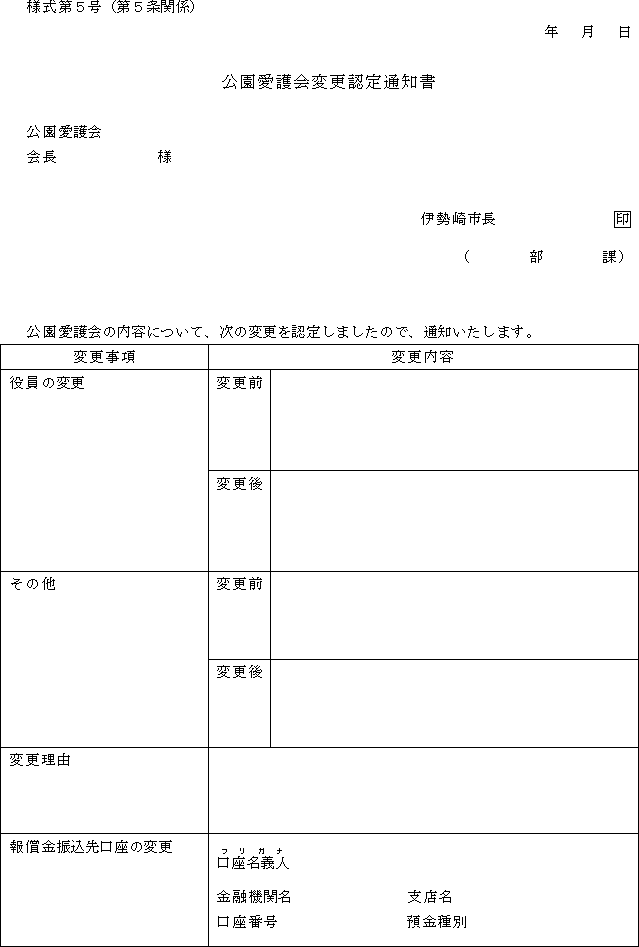 様式第５号（第５条関係）
年　月　日
公園愛護会変更認定通知書
公園愛護会
会長　　　　　　様
伊勢崎市長　　　　　　　印
（　　　部　　　課）
公園愛護会の内容について、次の変更を認定しましたので、通知いたします。
変更事項　変更内容
役員の変更　変更前
変更後
その他　変更前
変更後
変更理由
報償金振込先口座の変更
フリガナ
口座名義人
金融機関名　　　　　　　支店名
口座番号　　　　　　　　預金種別